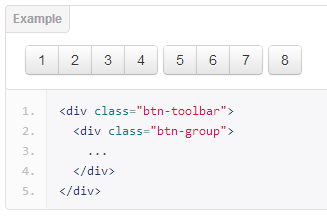 Example
1 2 3 4 5 6 7 8
1. <div class="btn-toolbar">
2.   <div class="btn-group">
3.     ...
4.   </div>
5. </div>